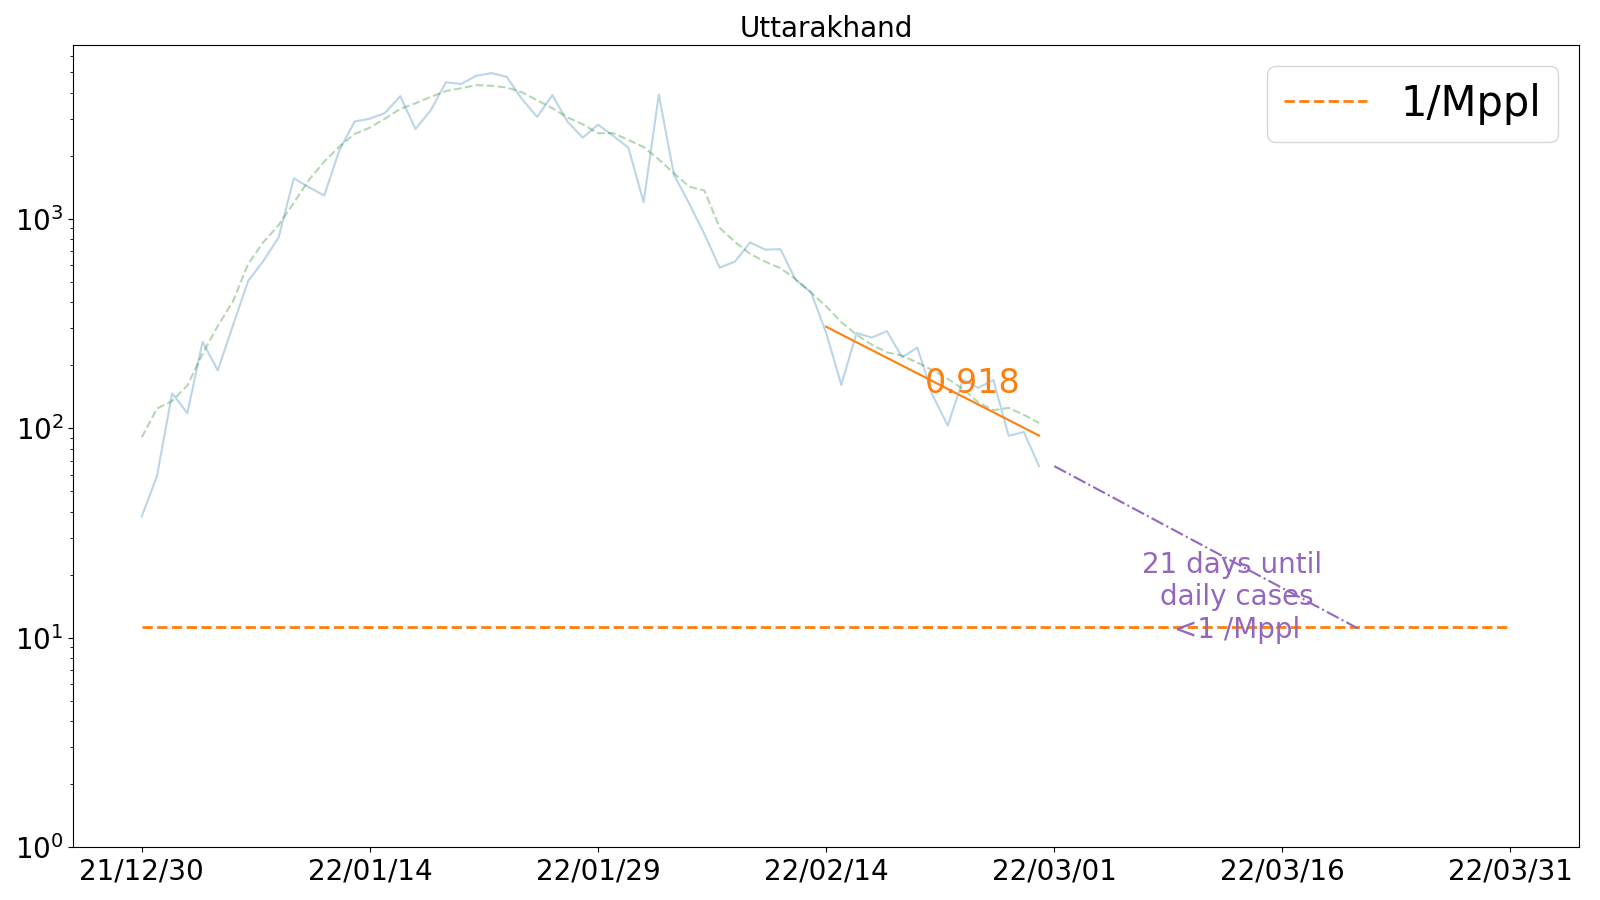 Uttarakhand
1/Mppl
10³
10²
10¹
10⁰
0.918
21 days until
daily cases
<1 /Mppl
21/12/30
22/01/14
22/01/29
22/02/14
22/03/01
22/03/16
22/03/31